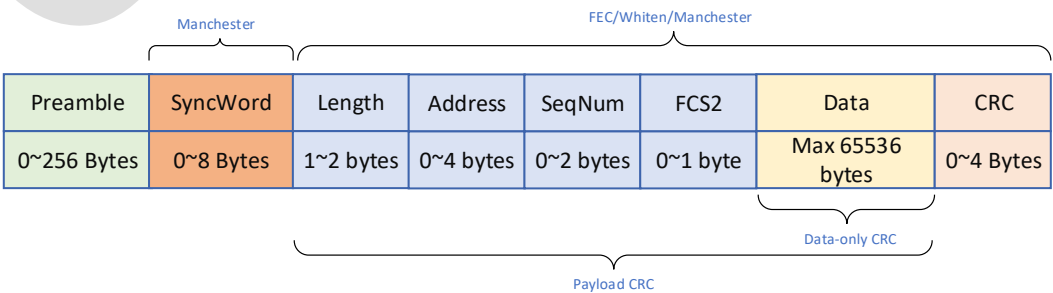 Manchester
FEC/Whiten/Manchester
Preamble
SyncWord
Length
Address
SeqNum
FCS2
Data
CRC
0~256 Bytes
0~8 Bytes
1~2 bytes
0~4 bytes
0~2 bytes
0~1 byte
Max 65536
bytes
0~4 Bytes
Data-only CRC
Payload CRC